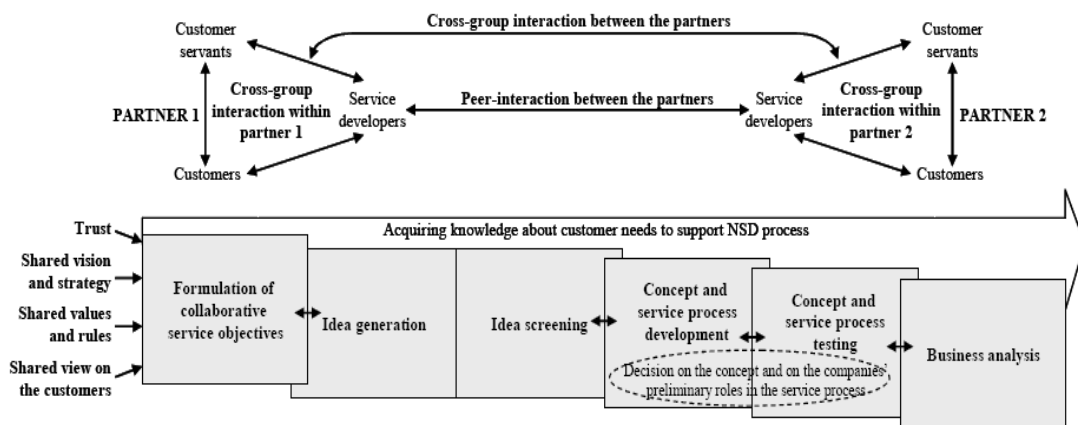 Cross-group interaction between the partners
Customer
servants
Customer
servants
Cross-group
interaction within
partner 1
PARTNER 1
Service
developers
Peer-interaction between the partners
Service
developers
Cross-group
interaction within
partner 2
PARTNER 2
Customers
Customers
Acquiring knowledge about customer needs to support NSD process
Trust
Shared vision
and strategy
Shared values
and rules
Shared view on
the customers
Formulation of
collaborative
service objectives
Idea generation
Idea screening
Concept and
service process
development
Concept and
service process
testing
Decision on the concept and on the companies'
preliminary roles in the service process
Business analysis